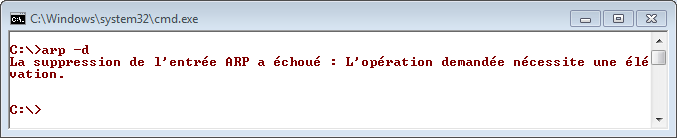 C:\Windows\system32\cmd.exe
C:\>arp -d
La suppression de l'entrée ARP a échoué : L'opération demandée nécessite une élé
vation.
C:\>